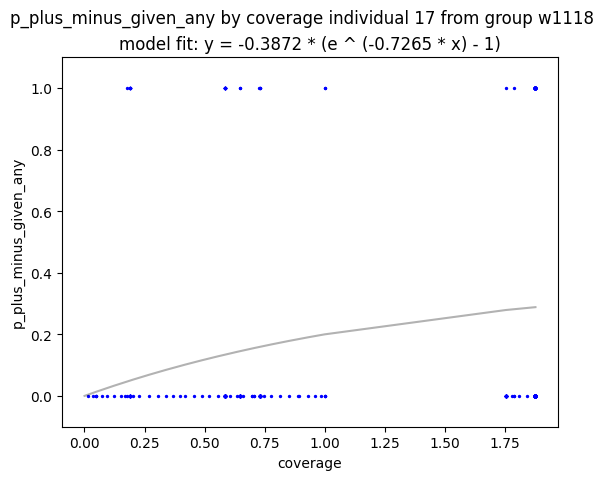 p_plus_minus_given_any by coverage individual 17 from group w1118
model fit: y = -0.3872 * (e ^ (-0.7265 * x) - 1)
1.0
0.8
0.6
0.4
0.2
0.0
p_plus_minus_given_any
0.00 0.25 0.50 0.75 1.00 1.25 1.50 1.75
coverage